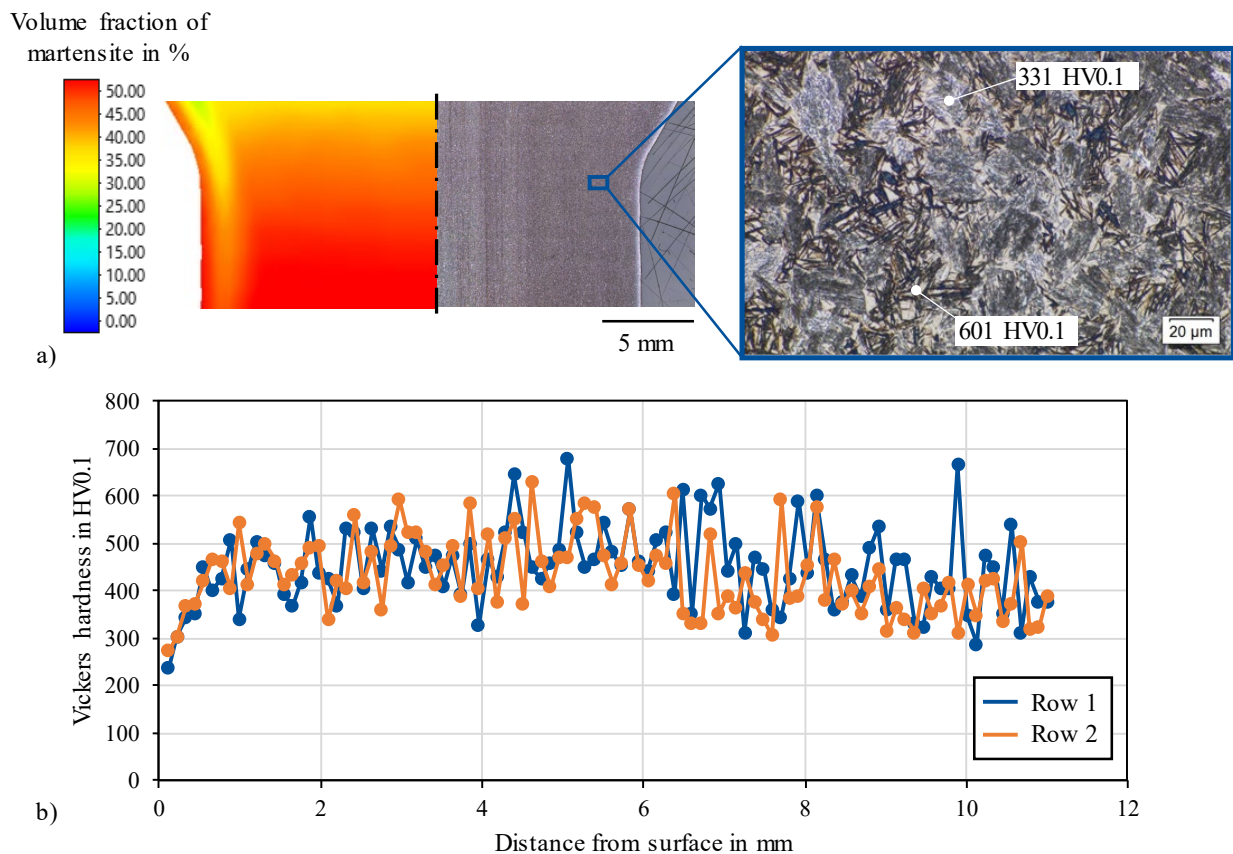 Volume fraction of
martensite in %
50.00
45.00
40.00
35.00
30.00
25.00
20.00
15.00
10.00
5.00
0.00
5 mm
331 HV0.1
601 HV0.1
20 µm
a)
Vickers hardness in HV0.1
800
700
600
500
400
300
200
100
0
0 2 4 6 8 10 12
Distance from surface in mm
Row 1
Row 2
b)